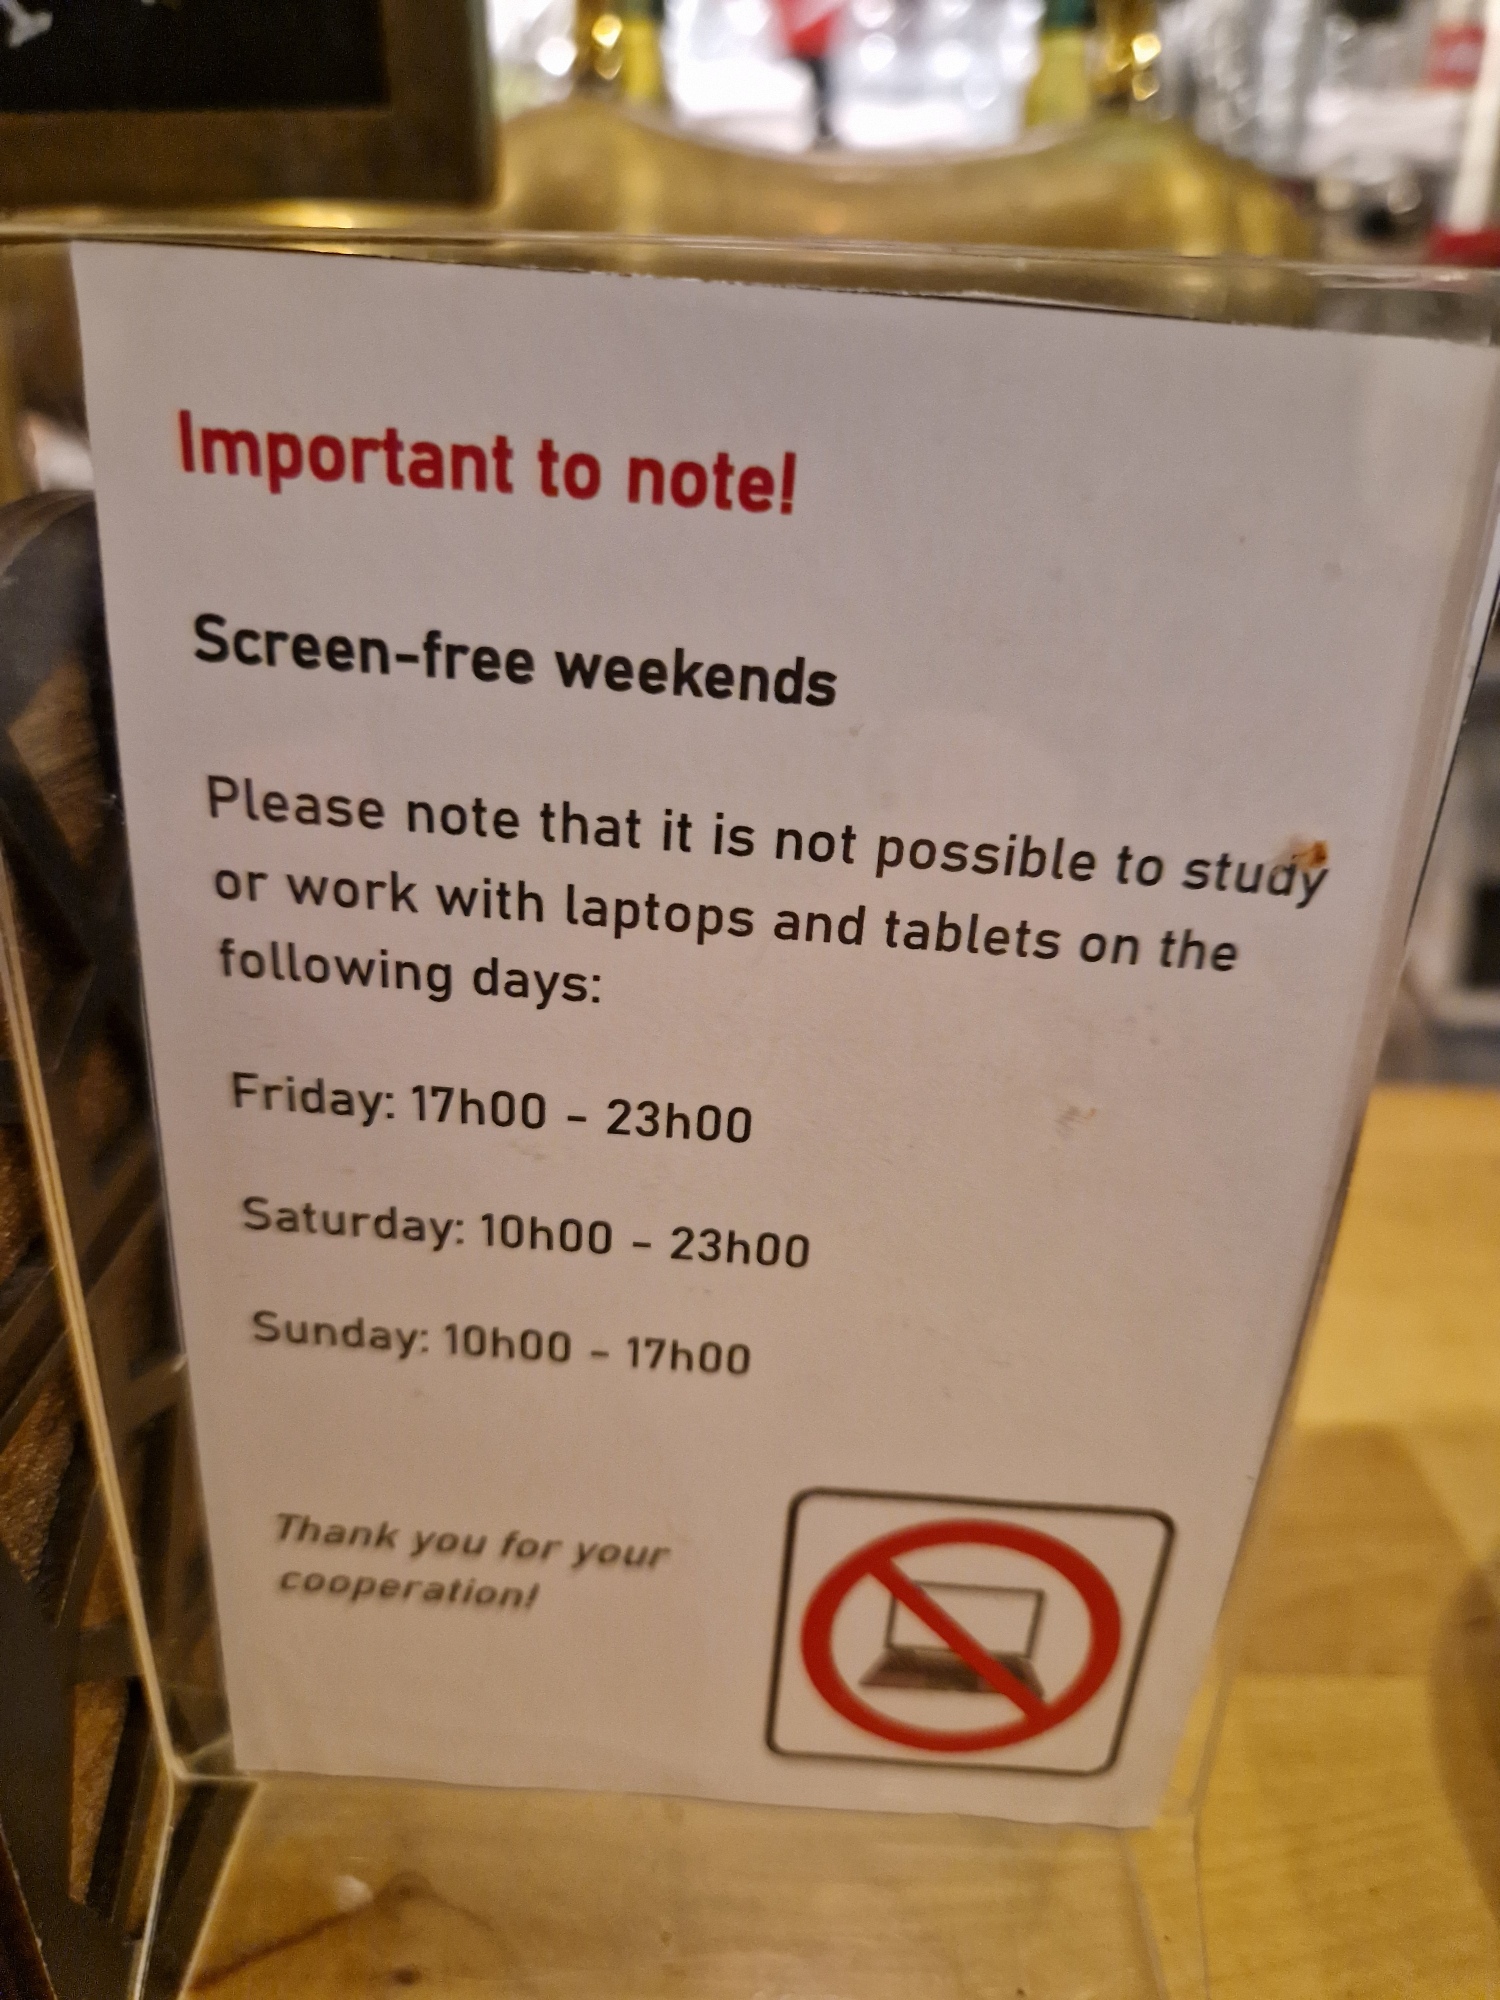 Important to note!
Screen-free weekends
Please note that it is not possible to study
or work with laptops and tablets on the
following days:
Friday: 17h00 - 23h00
Saturday: 10h00 - 23h00
Sunday: 10h00 - 17h00
Thank you for your
cooperation!